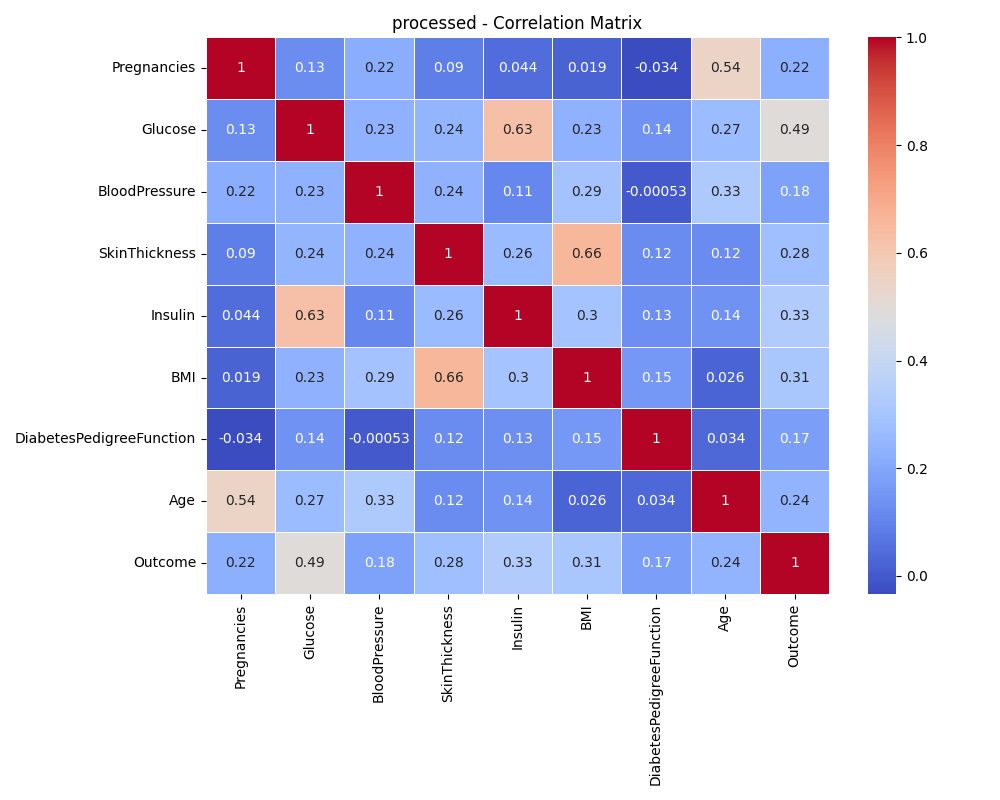 processed - Correlation Matrix
Pregnancies 1 0.13 0.22 0.09 0.044 0.019 -0.034 0.54 0.22
Glucose 0.13 1 0.23 0.24 0.63 0.23 0.14 0.27 0.49
BloodPressure 0.22 0.23 1 0.24 0.11 0.29 -0.00053 0.33 0.18
SkinThickness 0.09 0.24 0.24 1 0.26 0.66 0.12 0.12 0.28
Insulin 0.044 0.63 0.11 0.26 1 0.3 0.13 0.14 0.33
BMI 0.019 0.23 0.29 0.66 0.3 1 0.15 0.026 0.31
DiabetesPedigreeFunction -0.034 0.14 -0.00053 0.12 0.13 0.15 1 0.034 0.17
Age 0.54 0.27 0.33 0.12 0.14 0.026 0.034 1 0.24
Outcome 0.22 0.49 0.18 0.28 0.33 0.31 0.17 0.24 1
Pregnancies
Glucose
BloodPressure
SkinThickness
Insulin
BMI
DiabetesPedigreeFunction
Age
Outcome
1.0
0.8
0.6
0.4
0.2
0.0